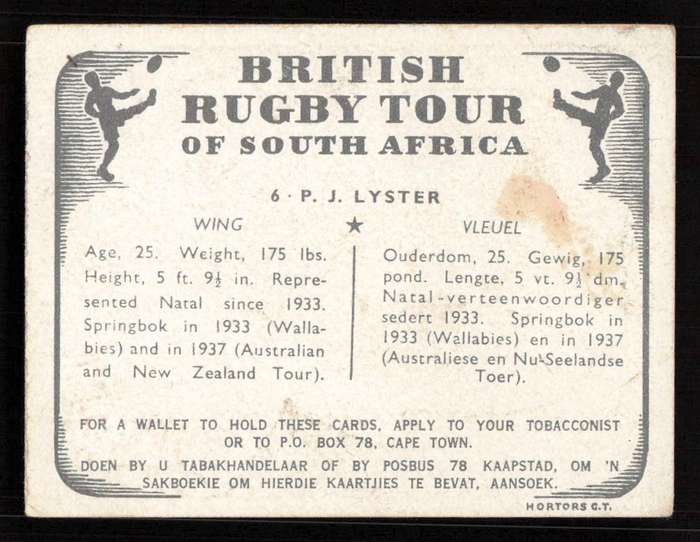 BRITISH
RUGBY TOUR
OF SOUTH AFRICA
6 · P. J. LYSTER
WING
Age, 25. Weight, 175 lbs.
Height, 5 ft. 9½ in. Repre-
sented Natal since 1933.
Springbok in 1933 (Walla-
bies) and in 1937 (Australian
and New Zealand Tour).
VLEUEL
Ouderdom, 25. Gewig, 175
pond. Lengte, 5 vt. 9½ dm.
Natal-verteenwoordiger
sedert 1933. Springbok in
1933 (Wallabies) en in 1937
(Australiese en Nu-Seelandse
Toer).
FOR A WALLET TO HOLD THESE CARDS, APPLY TO YOUR TOBACCONIST
OR TO P.O. BOX 78, CAPE TOWN.
DOEN BY U TABAKHANDELAAR OF BY POSBUS 78 KAAPSTAD, OM 'N
SAKBOEKIE OM HIERDIE KAARTJIES TE BEVAT, AANSOEK.
HORTORS C.T.